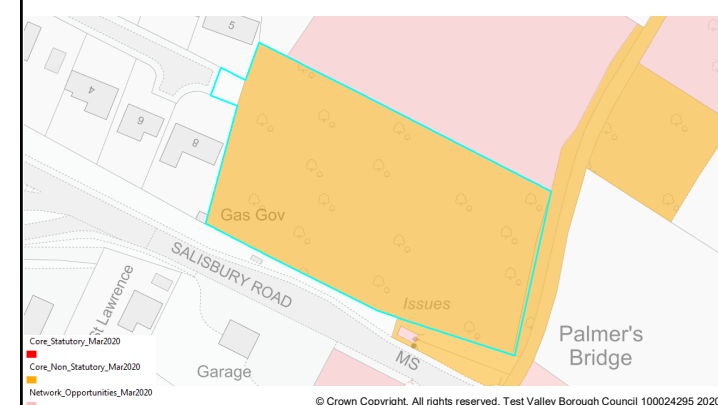 5
4
6
8
Gas Gov
SALISBURY ROAD
St Lawrence
Issues
MS
Palmer's
Bridge
Garage
Core_Statutory_Mar2020
Core_Non_Statutory_Mar2020
Network_Opportunities_Mar2020
© Crown Copyright. All rights reserved. Test Valley Borough Council 100024295 2020